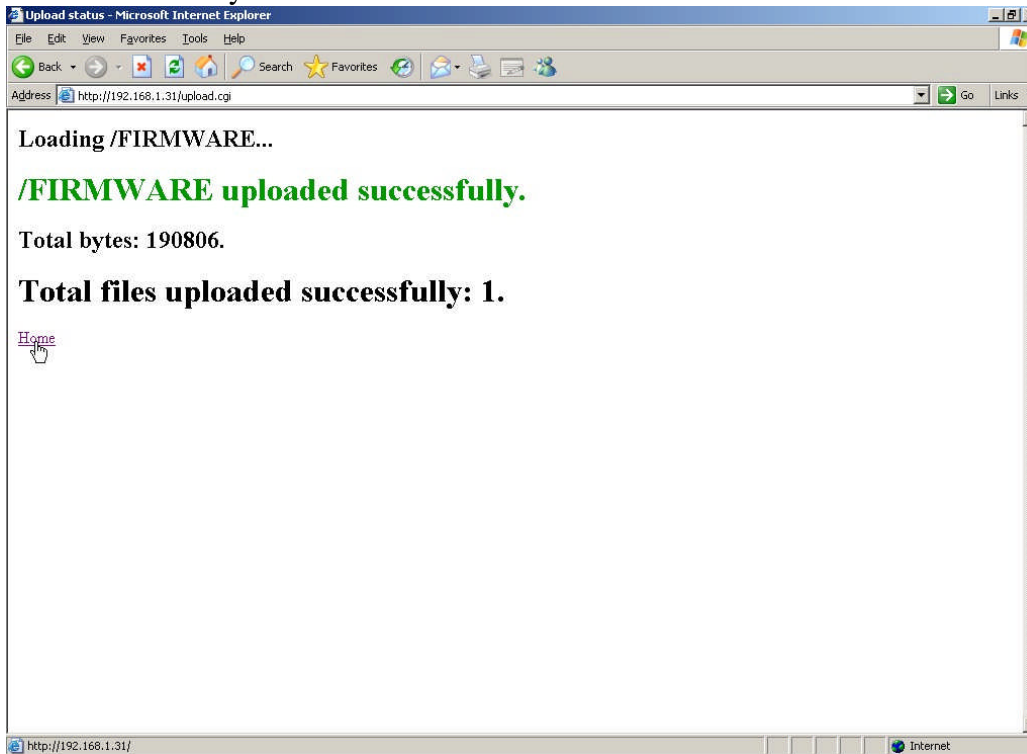 Upload status - Microsoft Internet Explorer
File Edit View Favorites Tools Help
Back Search Favorites
Address http://192.168.1.31/upload.cgi Go Links
Loading /FIRMWARE...
/FIRMWARE uploaded successfully.
Total bytes: 190806.
Total files uploaded successfully: 1.
Home
http://192.168.1.31/ Internet